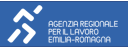 AGENZIA REGIONALE
PER IL LAVORO
EMILIA-ROMAGNA